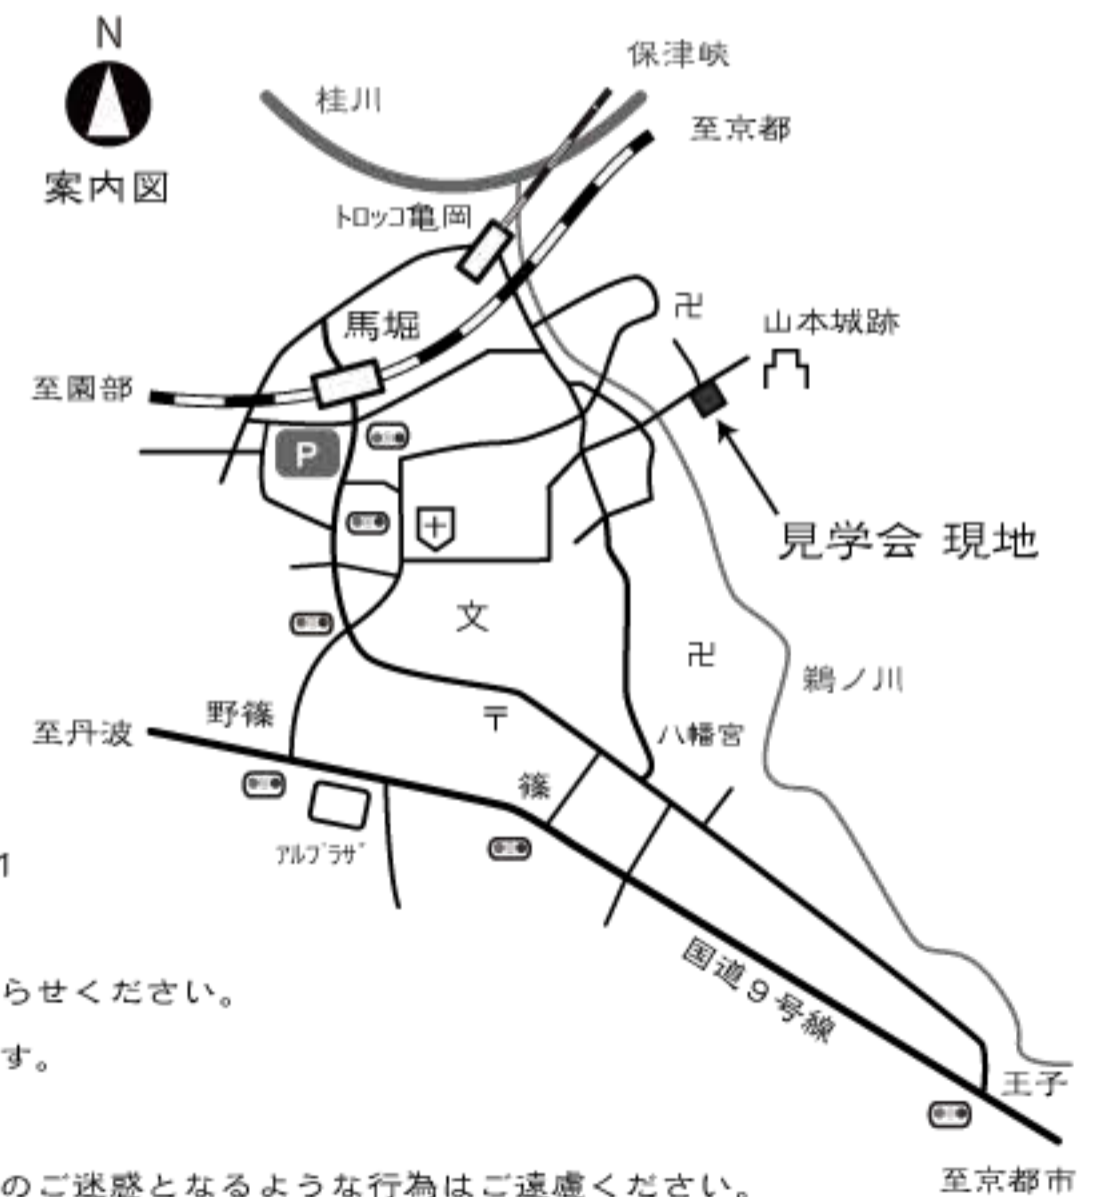 N
案内図
保津峡
桂川
至京都
トロッコ亀岡
馬堀
卍
山本城跡
至園部
P
見学会 現地
文
卍
鵜ノ川
野篠
至丹波
〒
八幡宮
篠
アルプラザ
1
国道9号線
らせください。
す。
王子
至京都市
のご迷惑となるような行為はご遠慮ください。